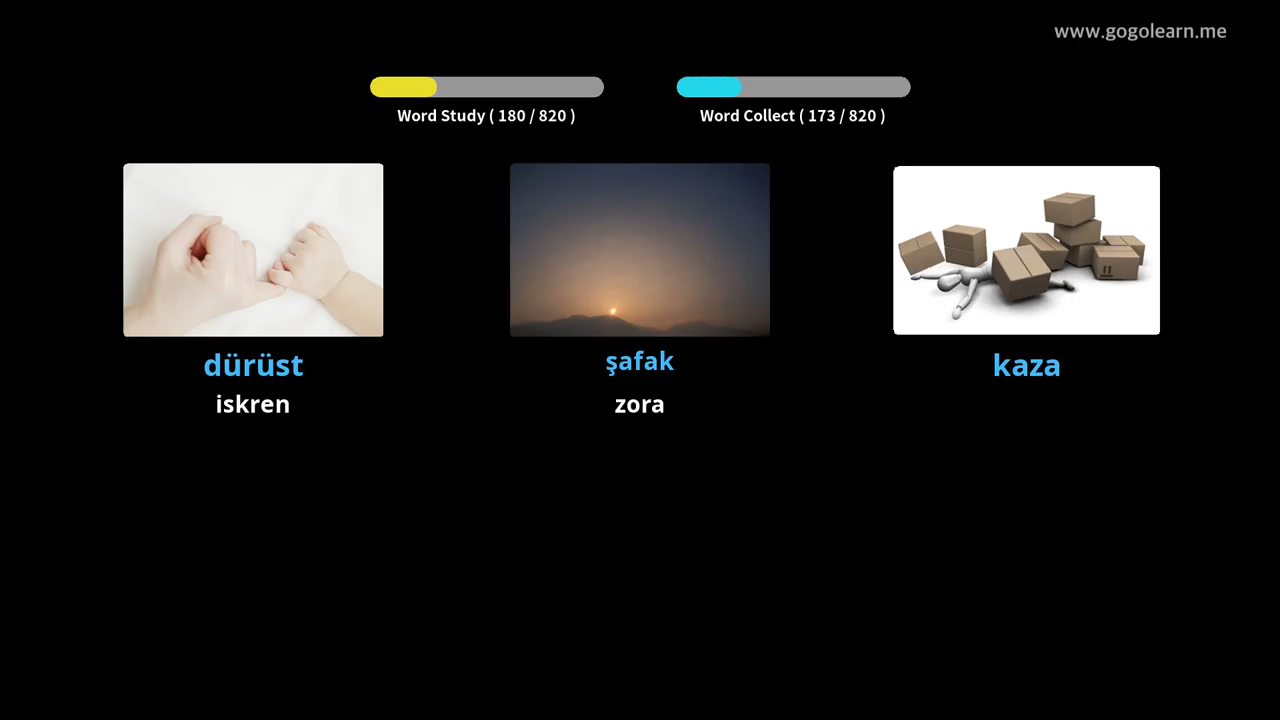 www.gogolearn.me
Word Study ( 180 / 820 )
Word Collect ( 173 / 820 )
dürüst
şafak
kaza
iskren
zora